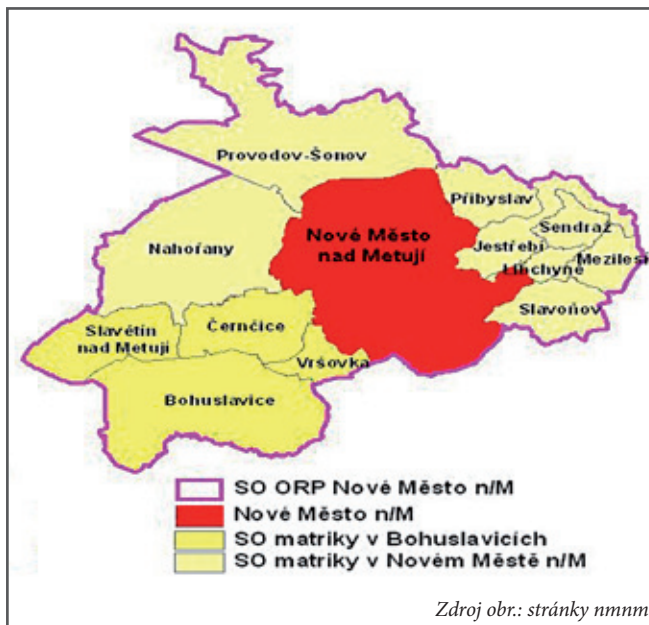 Provodov-Šonov
Přibyslav
Sendraž
Nové Město
nad Metují
Nahořany
Jestřebí
Mezilesí
Libchyně
Slavoňov
Slavětín
nad Metují
Černčice
Vršovka
Bohuslavice
SO ORP Nové Město n/M
Nové Město n/M
SO matriky v Bohuslavicích
SO matriky v Novém Městě n/M
Zdroj obr.: stránky nmnm